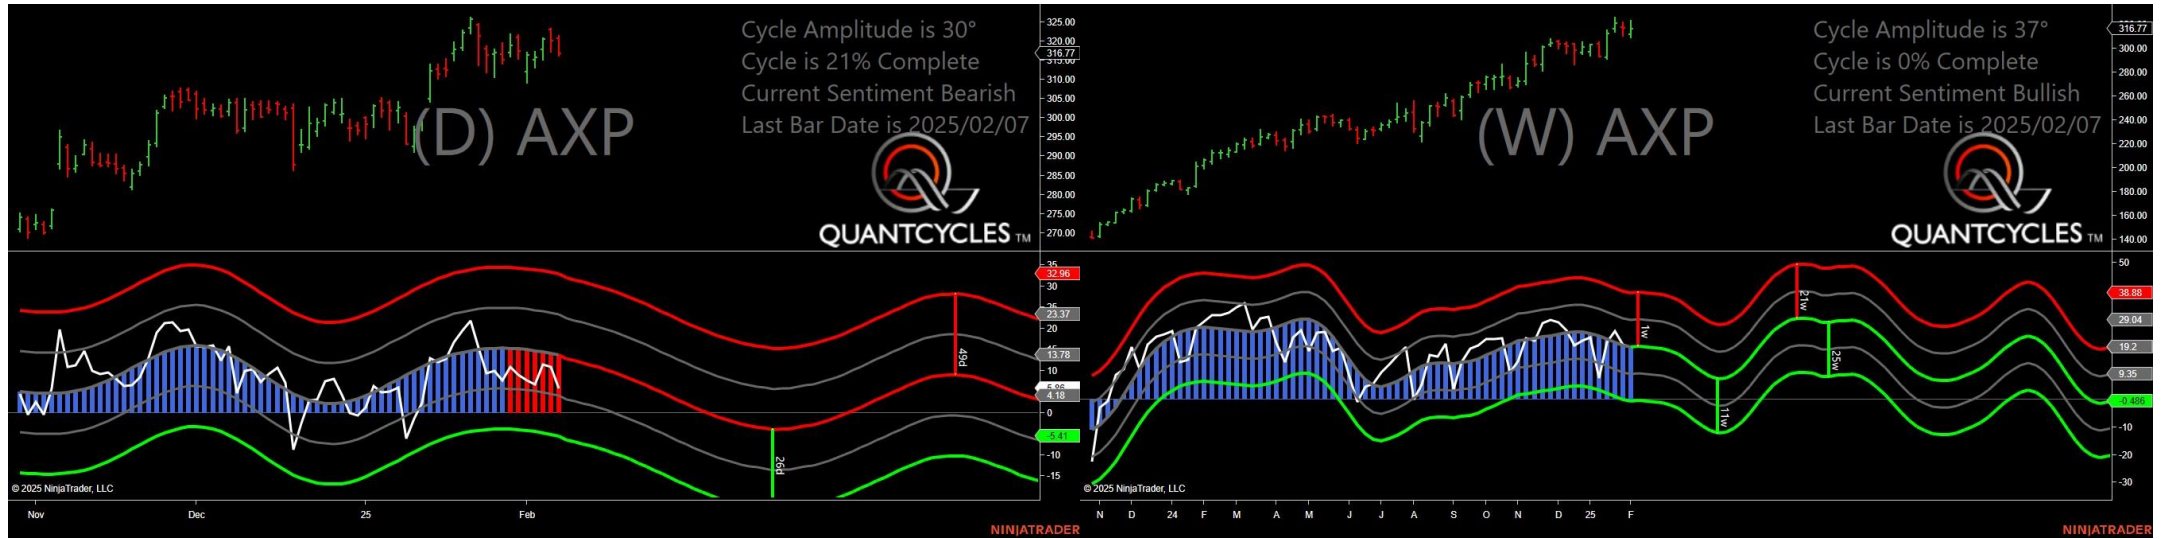 Cycle Amplitude is 30°
Cycle is 21% Complete
Current Sentiment Bearish
Last Bar Date is 2025/02/07
(D) AXP
QUANTCYCLES TM
325.00
320.00
316.77
315.00
310.00
305.00
300.00
295.00
290.00
285.00
280.00
275.00
270.00
35
32.96
30
25
23.37
20
15
13.78
10
5.86
4.18
0
-5.41
-10
-15
49d
26d
© 2025 NinjaTrader, LLC
Nov Dec 25 Feb
NINJATRADER
Cycle Amplitude is 37°
Cycle is 0% Complete
Current Sentiment Bullish
Last Bar Date is 2025/02/07
(W) AXP
QUANTCYCLES TM
316.77
300.00
280.00
260.00
240.00
220.00
200.00
180.00
160.00
140.00
50
38.88
29.04
19.2
9.35
-0.486
-10
-20
-30
1w
11w
21w
25w
© 2025 NinjaTrader, LLC
N D 24 F M A M J J A S O N D 25 F
NINJATRADER